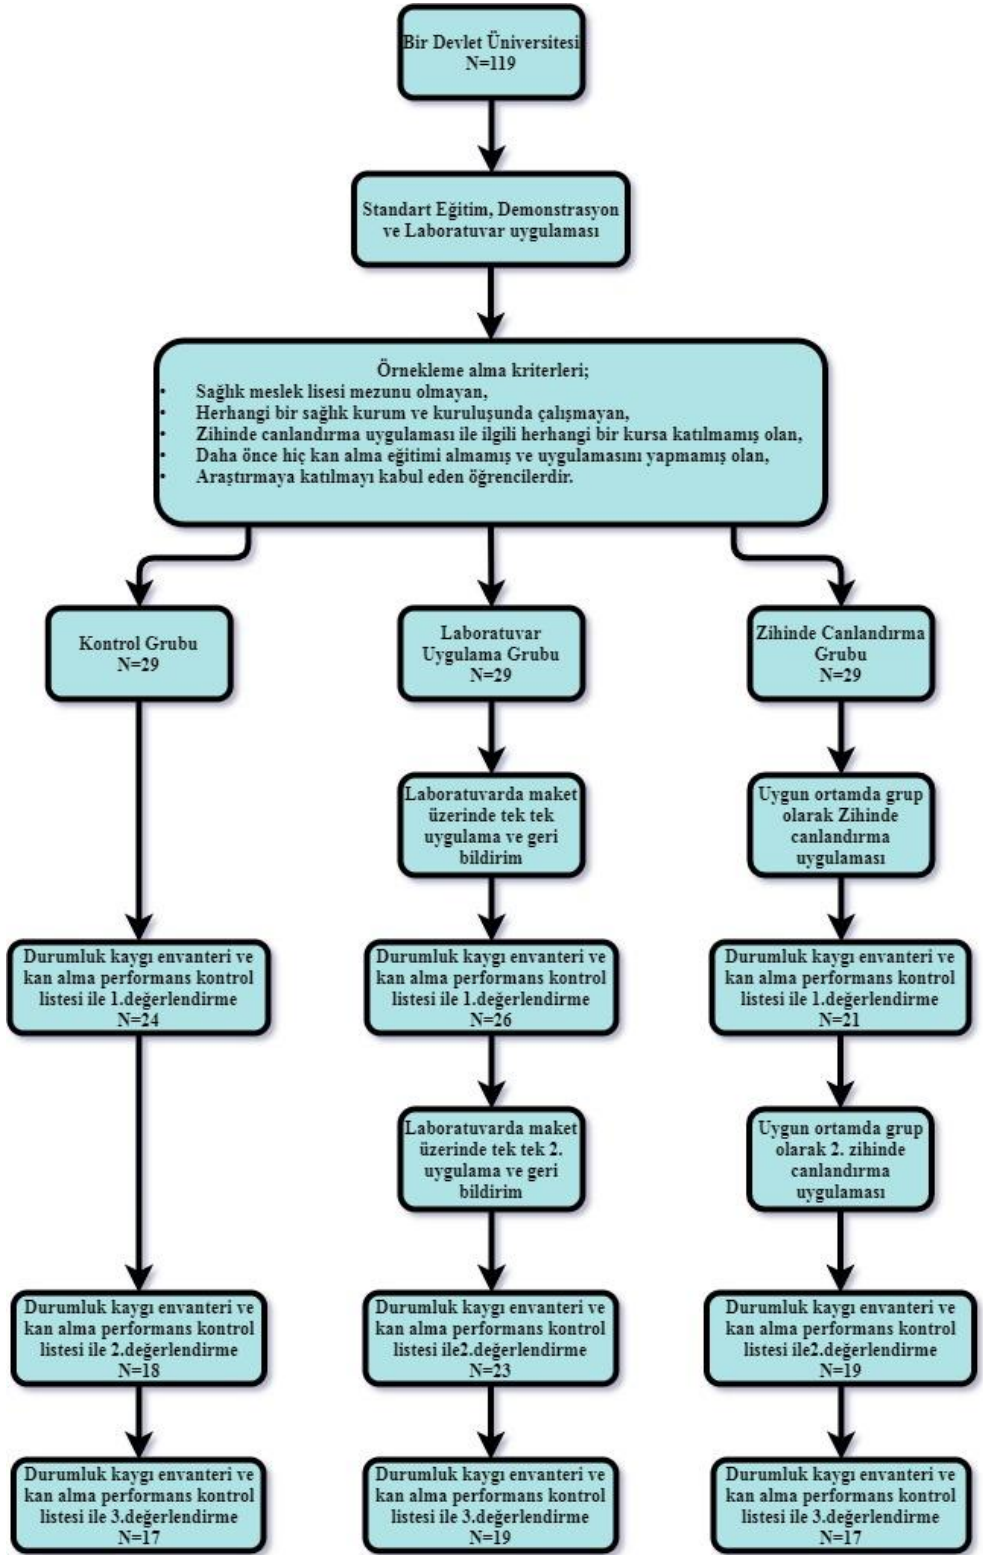 Bir Devlet Üniversitesi
N=119
Standart Eğitim, Demonstrasyon
ve Laboratuvar uygulaması
Örnekleme alma kriterleri;
• Sağlık meslek lisesi mezunu olmayan,
• Herhangi bir sağlık kurum ve kuruluşunda çalışmayan,
• Zihinde canlandırma uygulaması ile ilgili herhangi bir kursa katılmamış olan,
• Daha önce hiç kan alma eğitimi almamış ve uygulamasını yapmamış olan,
• Araştırmaya katılmayı kabul eden öğrencilerdir.
Kontrol Grubu
N=29
Laboratuvar
Uygulama Grubu
N=29
Zihinde Canlandırma
Grubu
N=29
Laboratuvarda maket
üzerinde tek tek
uygulama ve geri
bildirim
Uygun ortamda grup
olarak Zihinde
canlandırma
uygulaması
Durumluk kaygı envanteri ve
kan alma performans kontrol
listesi ile 1.değerlendirme
N=24
Durumluk kaygı envanteri ve
kan alma performans kontrol
listesi ile 1.değerlendirme
N=26
Durumluk kaygı envanteri ve
kan alma performans kontrol
listesi ile 1.değerlendirme
N=21
Laboratuvarda maket
üzerinde tek tek 2.
uygulama ve geri
bildirim
Uygun ortamda grup
olarak 2. zihinde
canlandırma
uygulaması
Durumluk kaygı envanteri ve
kan alma performans kontrol
listesi ile 2.değerlendirme
N=18
Durumluk kaygı envanteri ve
kan alma performans kontrol
listesi ile2.değerlendirme
N=23
Durumluk kaygı envanteri ve
kan alma performans kontrol
listesi ile2.değerlendirme
N=19
Durumluk kaygı envanteri ve
kan alma performans kontrol
listesi ile 3.değerlendirme
N=17
Durumluk kaygı envanteri ve
kan alma performans kontrol
listesi ile 3.değerlendirme
N=19
Durumluk kaygı envanteri ve
kan alma performans kontrol
listesi ile 3.değerlendirme
N=17